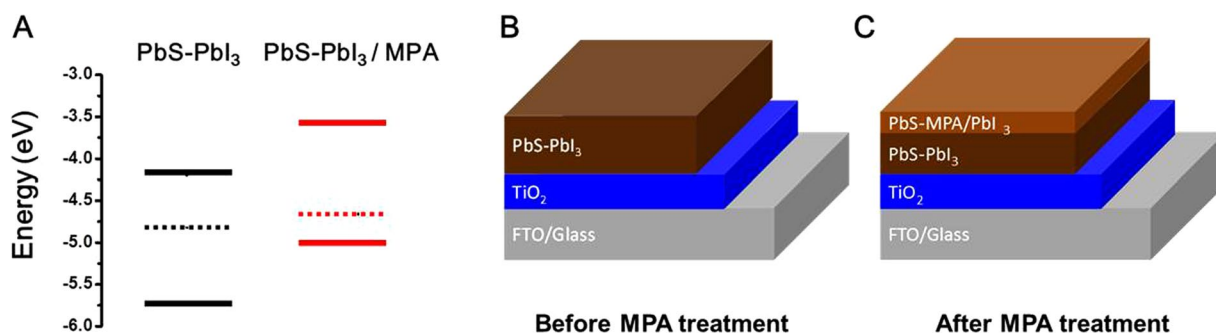 A
PbS-PbI₃ PbS-PbI₃ / MPA
Energy (eV)
-3.0
-3.5
-4.0
-4.5
-5.0
-5.5
-6.0
B
PbS-PbI₃
TiO₂
FTO/Glass
Before MPA treatment
C
PbS-MPA/PbI ₃
PbS-PbI₃
TiO₂
FTO/Glass
After MPA treatment